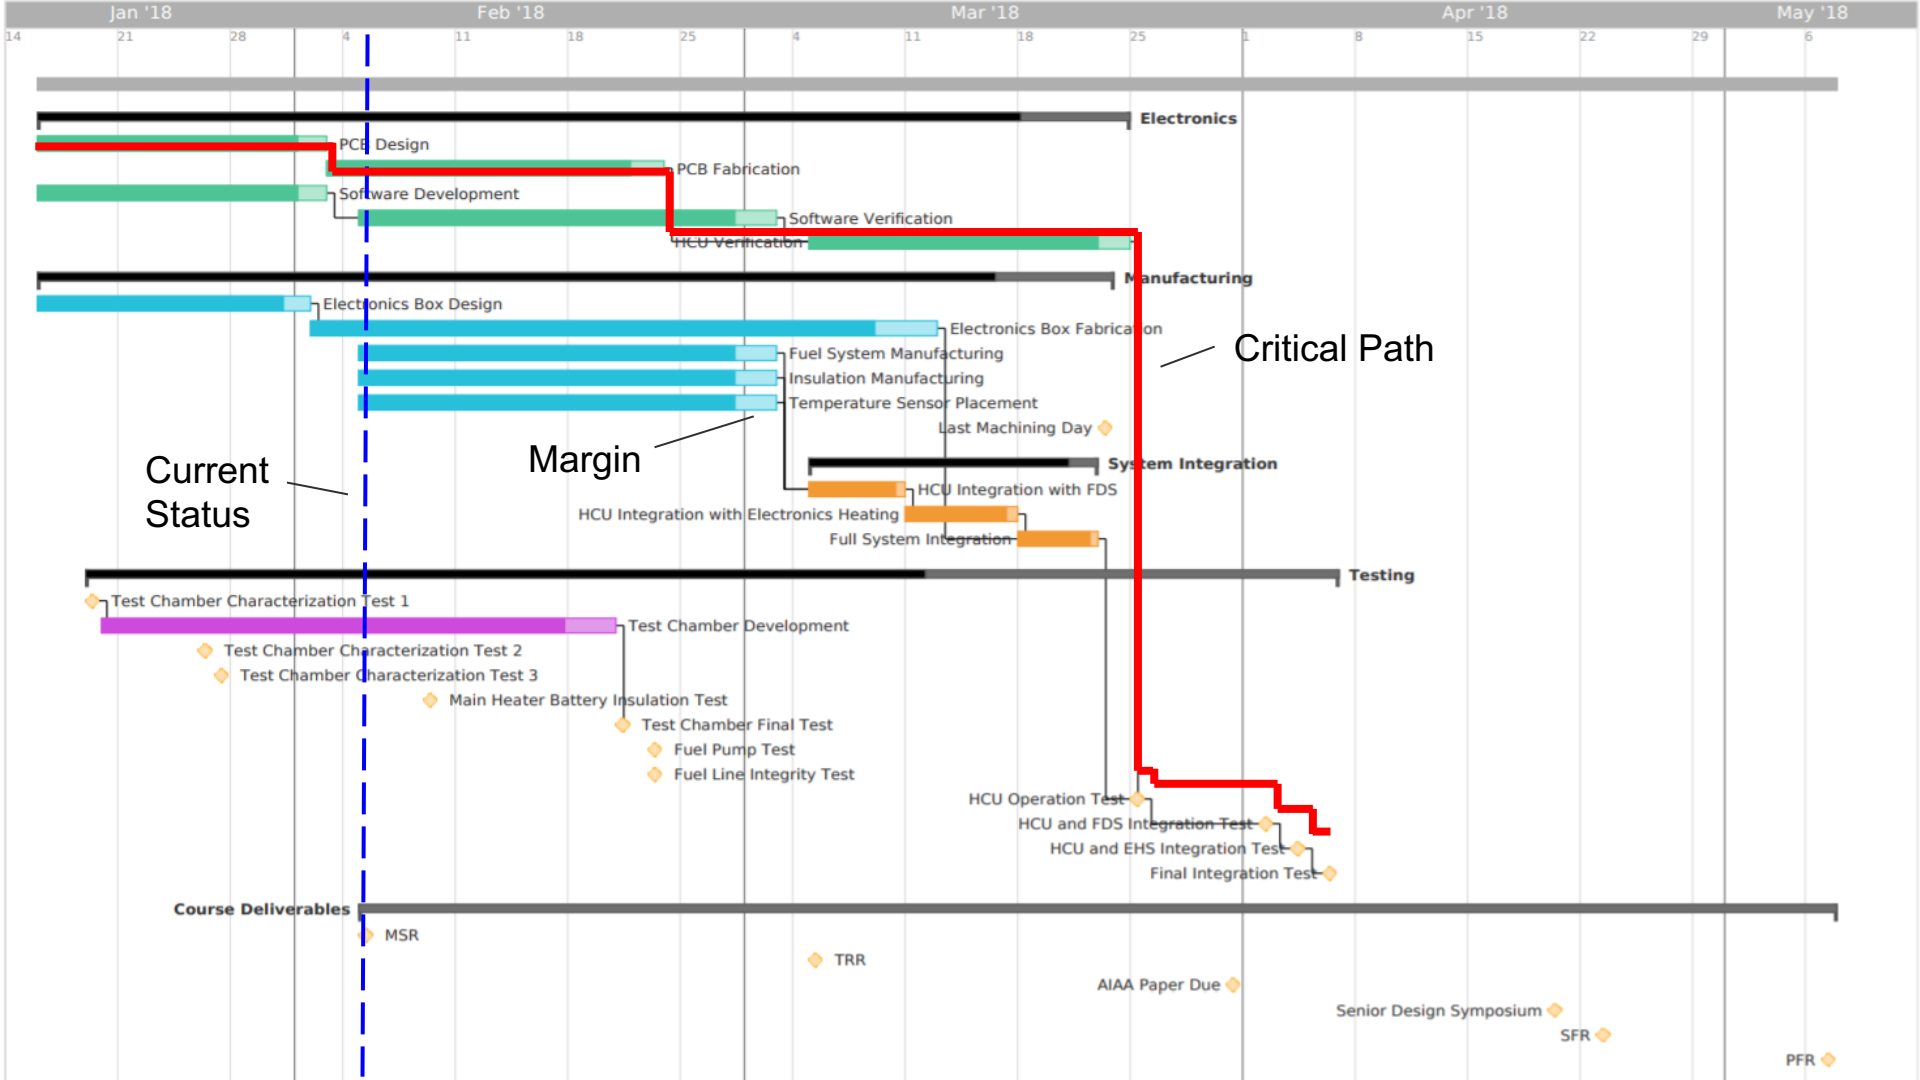 Jan '18 Feb '18 Mar '18 Apr '18 May '18
14 21 28 4 11 18 25 4 11 18 25 1 8 15 22 29 6
Electronics
PCB Design
PCB Fabrication
Software Development
Software Verification
HCU Verification
Manufacturing
Electronics Box Design
Electronics Box Fabrication
Critical Path
Fuel System Manufacturing
Insulation Manufacturing
Temperature Sensor Placement
Last Machining Day
Margin
Current
Status
System Integration
HCU Integration with FDS
HCU Integration with Electronics Heating
Full System Integration
Testing
Test Chamber Characterization Test 1
Test Chamber Development
Test Chamber Characterization Test 2
Test Chamber Characterization Test 3
Main Heater Battery Insulation Test
Test Chamber Final Test
Fuel Pump Test
Fuel Line Integrity Test
HCU Operation Test
HCU and FDS Integration Test
HCU and EHS Integration Test
Final Integration Test
Course Deliverables
MSR
TRR
AIAA Paper Due
Senior Design Symposium
SFR
PFR